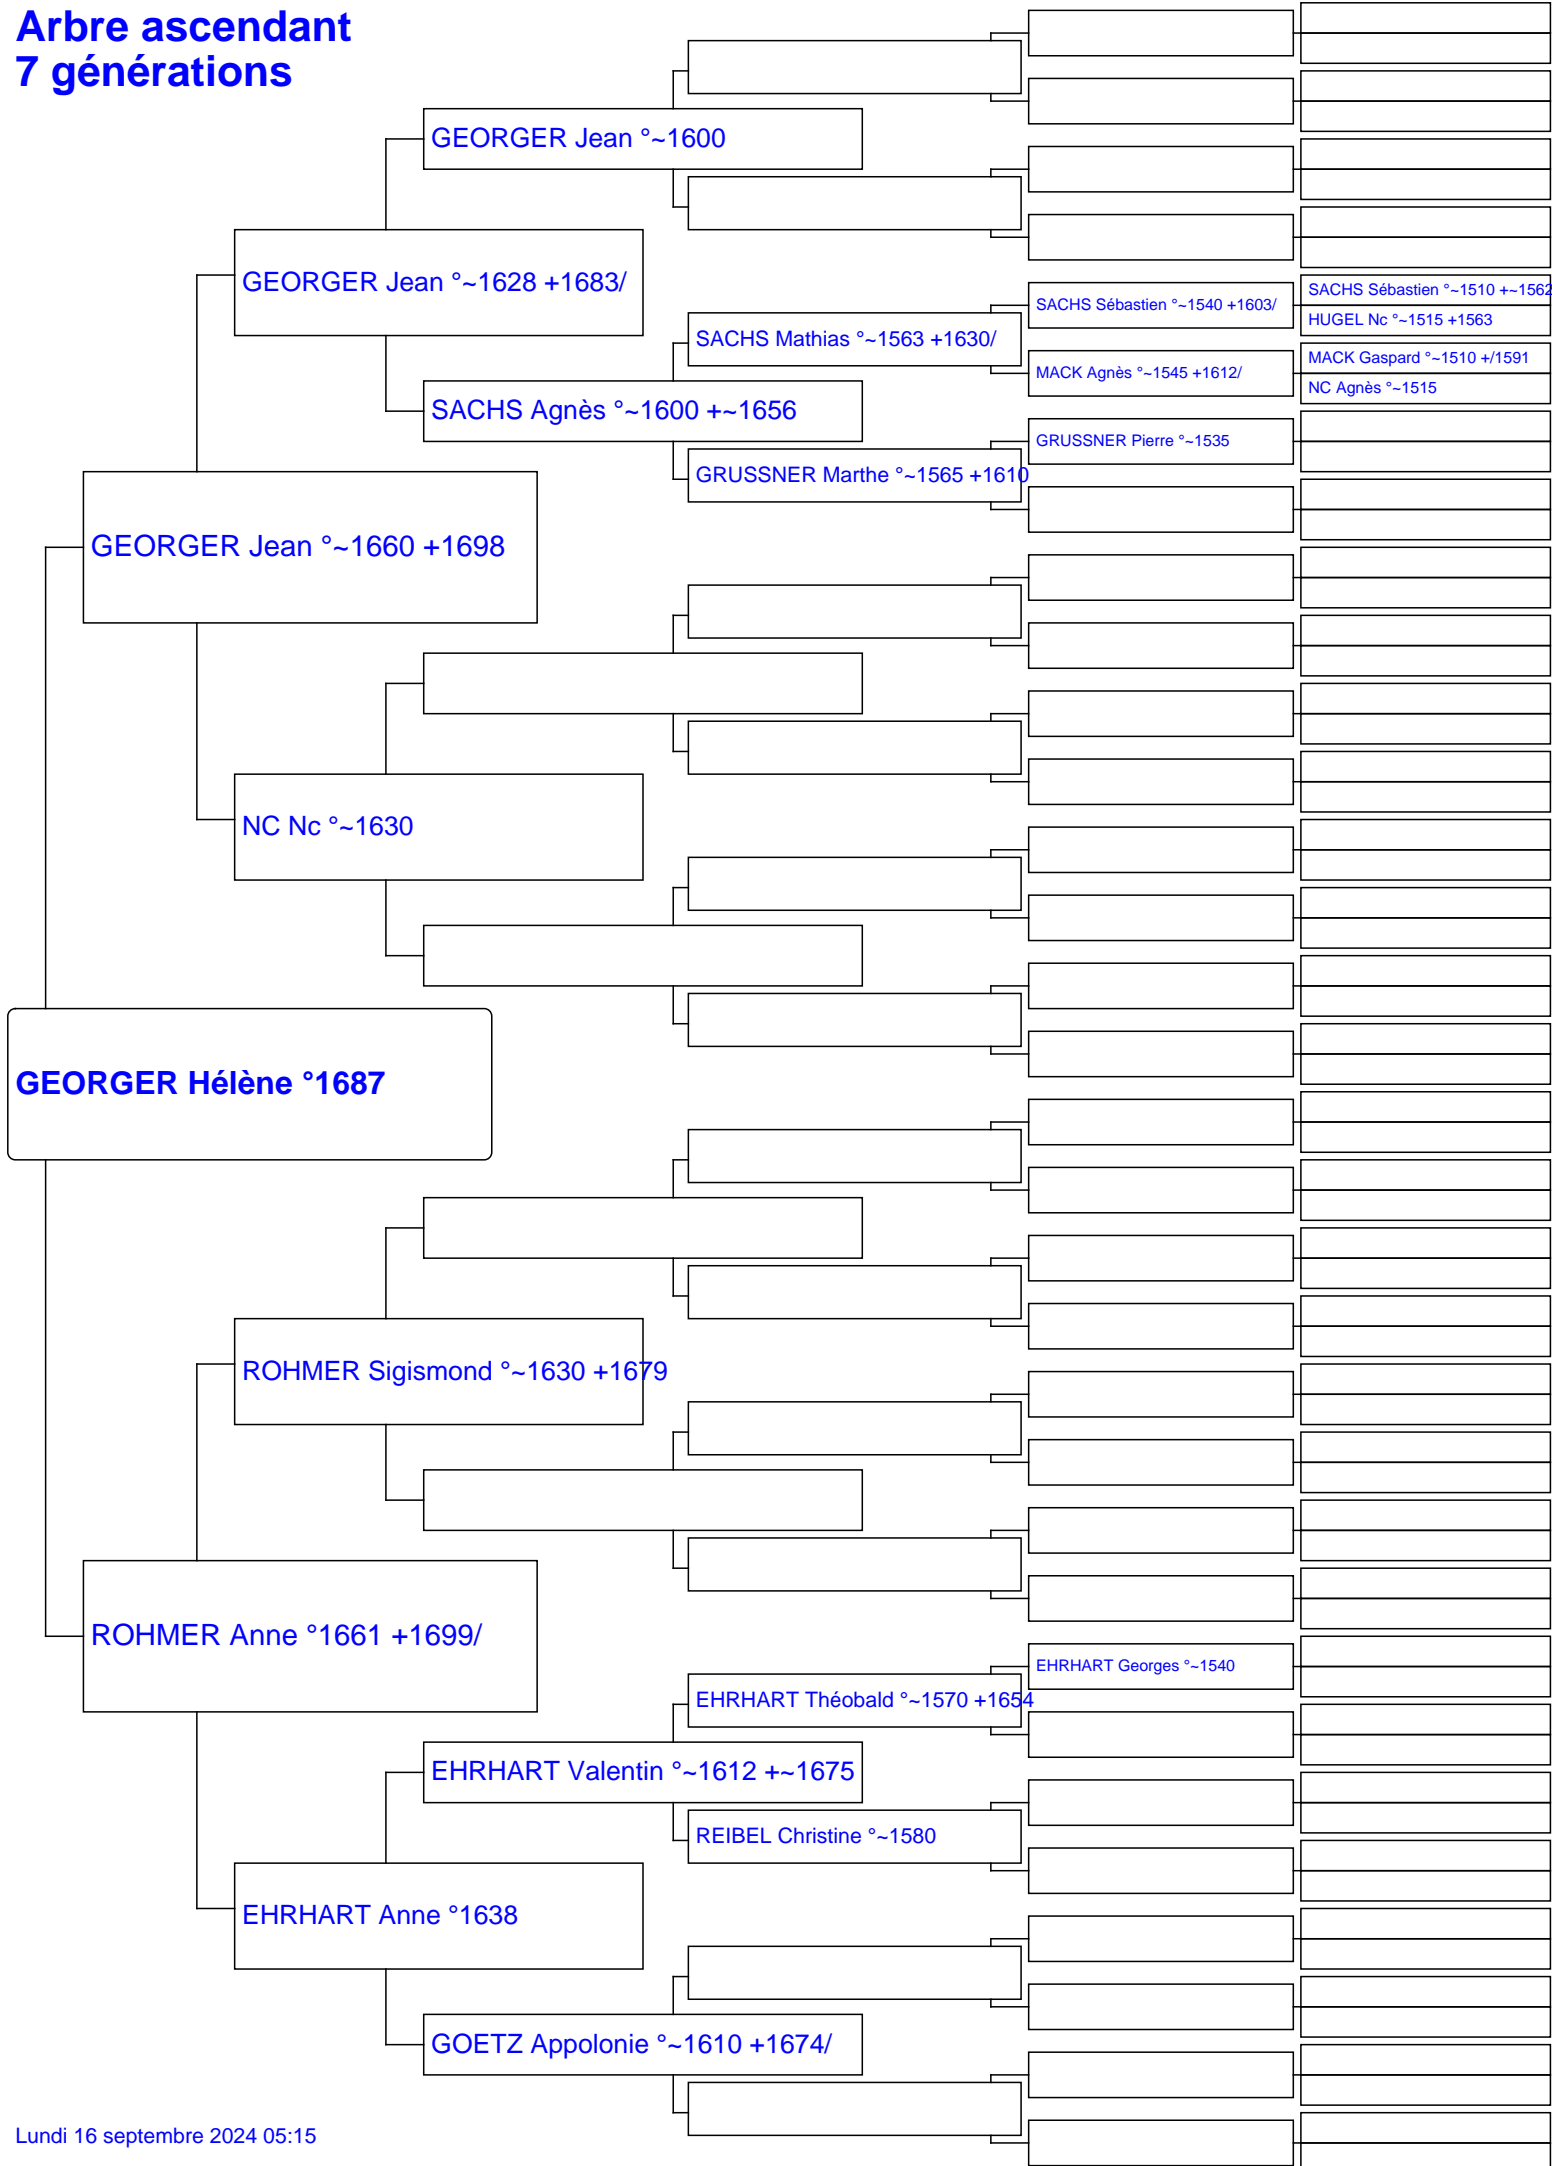 Arbre ascendant
7 générations
GEORGER Jean °~1600
GEORGER Jean °~1628 +1683/
SACHS Sébastien °~1510 +~1562
SACHS Sébastien °~1540 +1603/
HUGEL Nc °~1515 +1563
SACHS Mathias °~1563 +1630/
MACK Gaspard °~1510 +/1591
MACK Agnès °~1545 +1612/
NC Agnès °~1515
SACHS Agnès °~1600 +~1656
GRUSSNER Pierre °~1535
GRUSSNER Marthe °~1565 +1610
GEORGER Jean °~1660 +1698
NC Nc °~1630
GEORGER Hélène °1687
ROHMER Sigismond °~1630 +1679
ROHMER Anne °1661 +1699/
EHRHART Georges °~1540
EHRHART Théobald °~1570 +1654
EHRHART Valentin °~1612 +~1675
REIBEL Christine °~1580
EHRHART Anne °1638
GOETZ Appolonie °~1610 +1674/
Lundi 16 septembre 2024 05:15